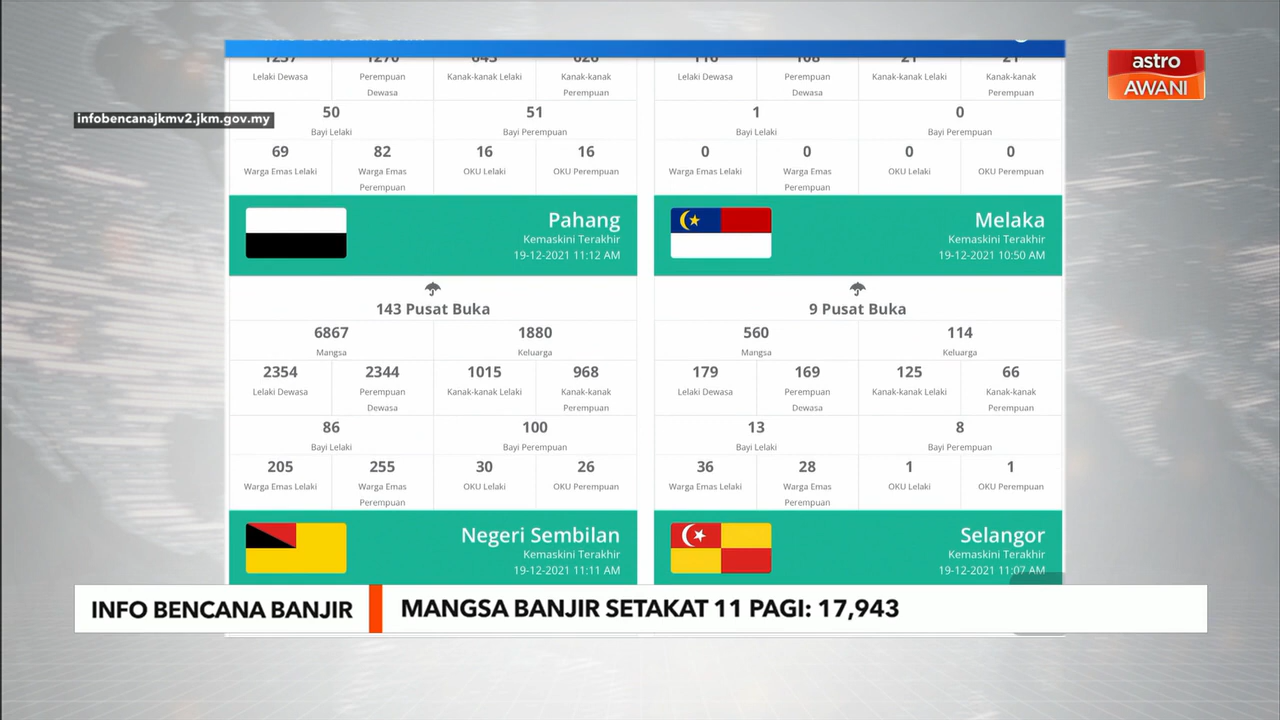 astro
AWANI
infobencanajkmv2.jkm.gov.my
Lelaki Dewasa
Perempuan Dewasa
Kanak-kanak Lelaki
Kanak-kanak Perempuan
50
Bayi Lelaki
51
Bayi Perempuan
69
Warga Emas Lelaki
82
Warga Emas Perempuan
16
OKU Lelaki
16
OKU Perempuan
Pahang
Kemaskini Terakhir
19-12-2021 11:12 AM
143 Pusat Buka
6867
Mangsa
1880
Keluarga
2354
Lelaki Dewasa
2344
Perempuan Dewasa
1015
Kanak-kanak Lelaki
968
Kanak-kanak Perempuan
86
Bayi Lelaki
100
Bayi Perempuan
205
Warga Emas Lelaki
255
Warga Emas Perempuan
30
OKU Lelaki
26
OKU Perempuan
Negeri Sembilan
Kemaskini Terakhir
19-12-2021 11:11 AM
Lelaki Dewasa
Perempuan Dewasa
Kanak-kanak Lelaki
Kanak-kanak Perempuan
1
Bayi Lelaki
0
Bayi Perempuan
0
Warga Emas Lelaki
0
Warga Emas Perempuan
0
OKU Lelaki
0
OKU Perempuan
Melaka
Kemaskini Terakhir
19-12-2021 10:50 AM
9 Pusat Buka
560
Mangsa
114
Keluarga
179
Lelaki Dewasa
169
Perempuan Dewasa
125
Kanak-kanak Lelaki
66
Kanak-kanak Perempuan
13
Bayi Lelaki
8
Bayi Perempuan
36
Warga Emas Lelaki
28
Warga Emas Perempuan
1
OKU Lelaki
1
OKU Perempuan
Selangor
Kemaskini Terakhir
19-12-2021 11:07 AM
INFO BENCANA BANJIR
MANGSA BANJIR SETAKAT 11 PAGI: 17,943